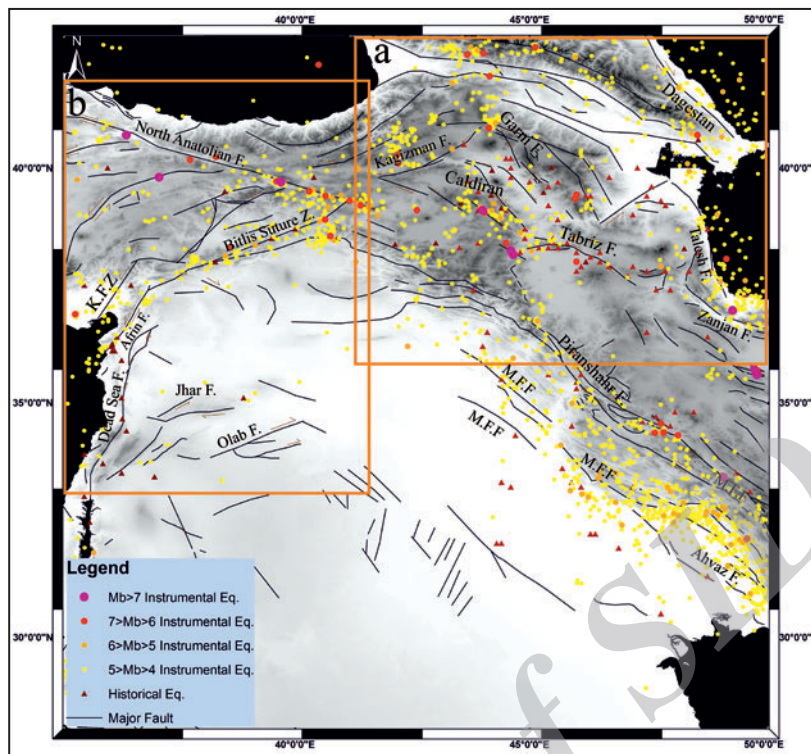 40°0'0"E
45°0'0"E
50°0'0"E
a
b
N
Dagestan
North Anatolian F.
Garni F.
Kagizman F.
40°0'0"N
40°0'0"N
Caldiran
Bitlis Suture Z.
Tabriz F.
Talesh F.
K.F.Z
Zanjan F.
Afrin F.
Piranshahr F.
35°0'0"N
35°0'0"N
Dead Sea F.
Jhar F.
M.F.F
Olab F.
M.F.F
M.F.F
M.F.F
Ahvaz F.
Legend
Mb>7 Instrumental Eq.
7>Mb>6 Instrumental Eq.
6>Mb>5 Instrumental Eq.
5>Mb>4 Instrumental Eq.
Historical Eq.
Major Fault
30°0'0"N
30°0'0"N
40°0'0"E
45°0'0"E
50°0'0"E
of SID